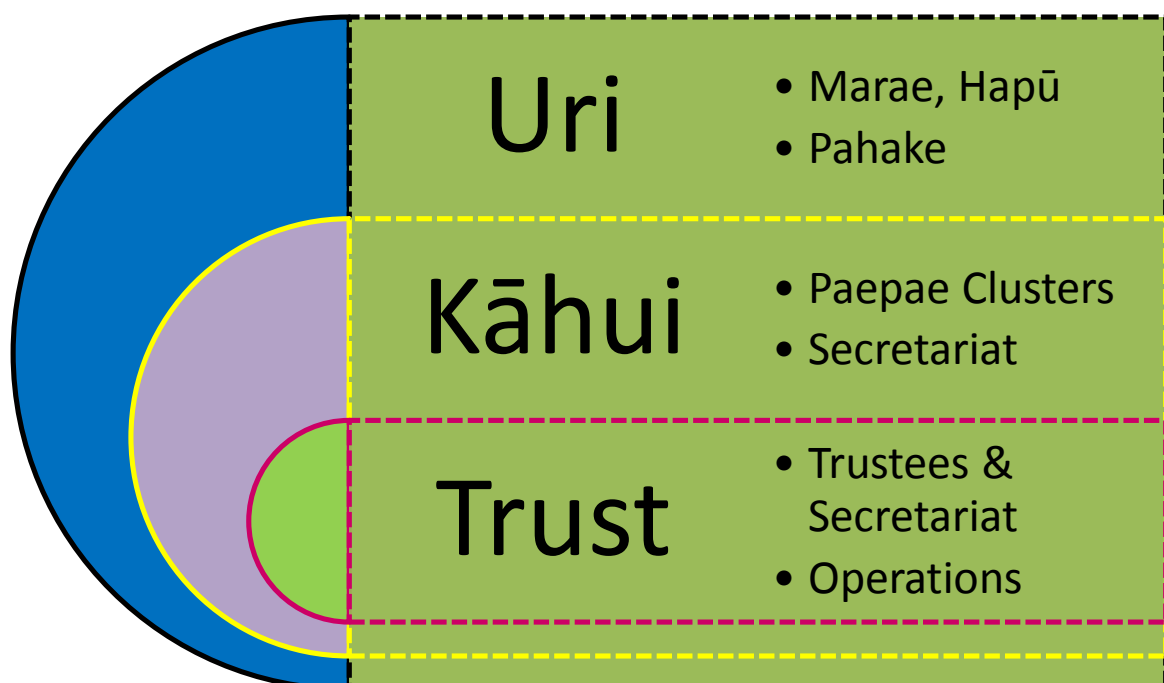 Uri
• Marae, Hapū
• Pahake
Kāhui
• Paepae Clusters
• Secretariat
Trust
• Trustees &
Secretariat
• Operations